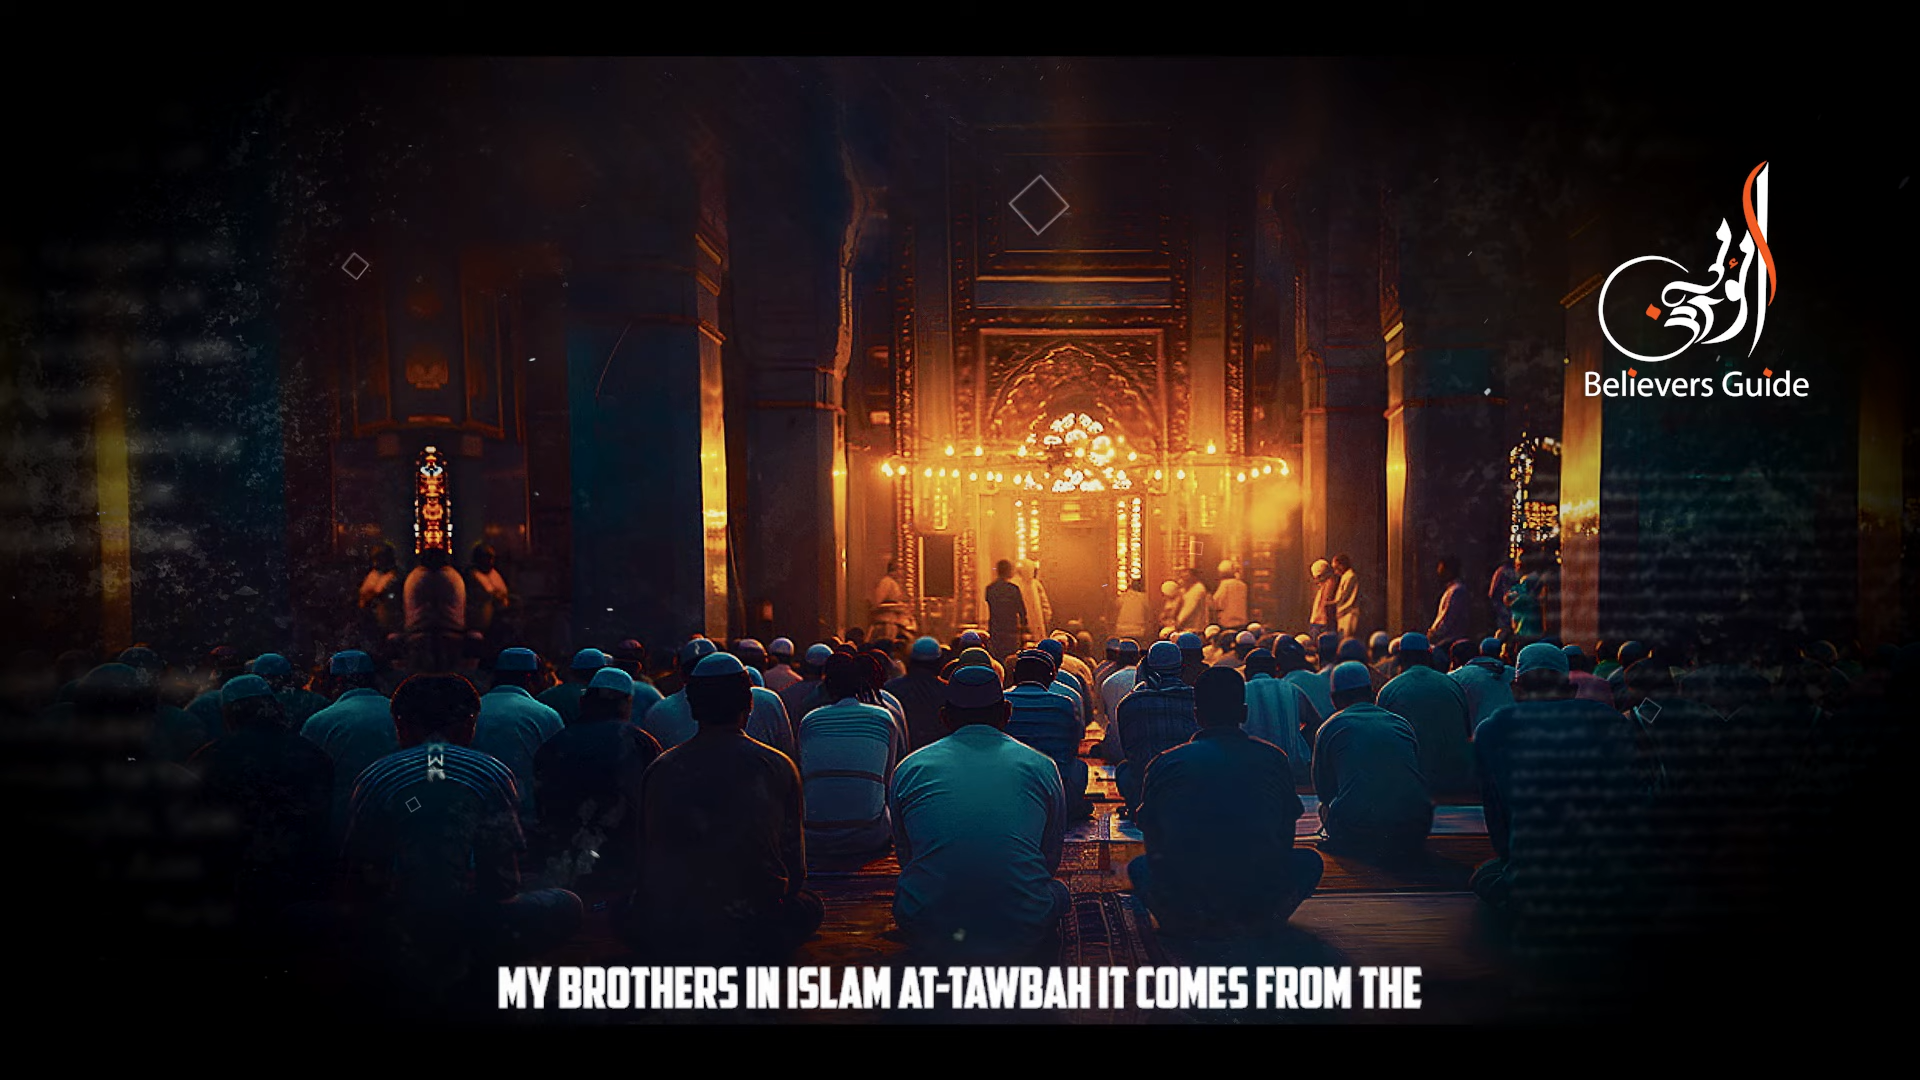 Believers Guide
MY BROTHERS IN ISLAM AT-TAWBAH IT COMES FROM THE